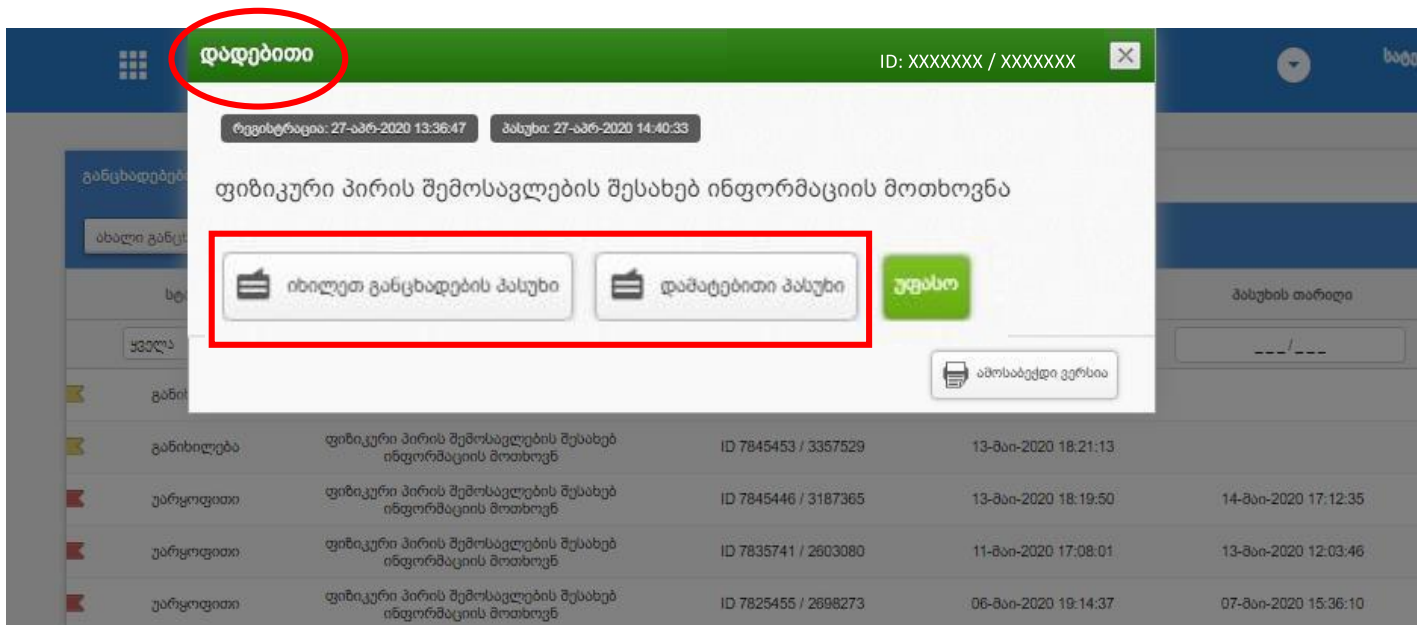 დადებითი
ID: XXXXXXX / XXXXXXX
რეგისტრაცია: 27-აპრ-2020 13:36:47
პასუხი: 27-აპრ-2020 14:40:33
ფიზიკური პირის შემოსავლების შესახებ ინფორმაციის მოთხოვნა
იხილეთ განცხადების პასუხი
დამატებითი პასუხი
უფასო
ამოსაბეჭდი ვერსია
ახალი
პასუხის თარიღი
ყველა
___/___
განიხილება
ფიზიკური პირის შემოსავლების შესახებ
ინფორმაციის მოთხოვნ
ID 7845453 / 3357529
13-მაი-2020 18:21:13
უარყოფითი
ფიზიკური პირის შემოსავლების შესახებ
ინფორმაციის მოთხოვნ
ID 7845446 / 3187365
13-მაი-2020 18:19:50
14-მაი-2020 17:12:35
უარყოფითი
ფიზიკური პირის შემოსავლების შესახებ
ინფორმაციის მოთხოვნ
ID 7835741 / 2603080
11-მაი-2020 17:08:01
13-მაი-2020 12:03:46
უარყოფითი
ფიზიკური პირის შემოსავლების შესახებ
ინფორმაციის მოთხოვნ
ID 7825455 / 2698273
06-მაი-2020 19:14:37
07-მაი-2020 15:36:10